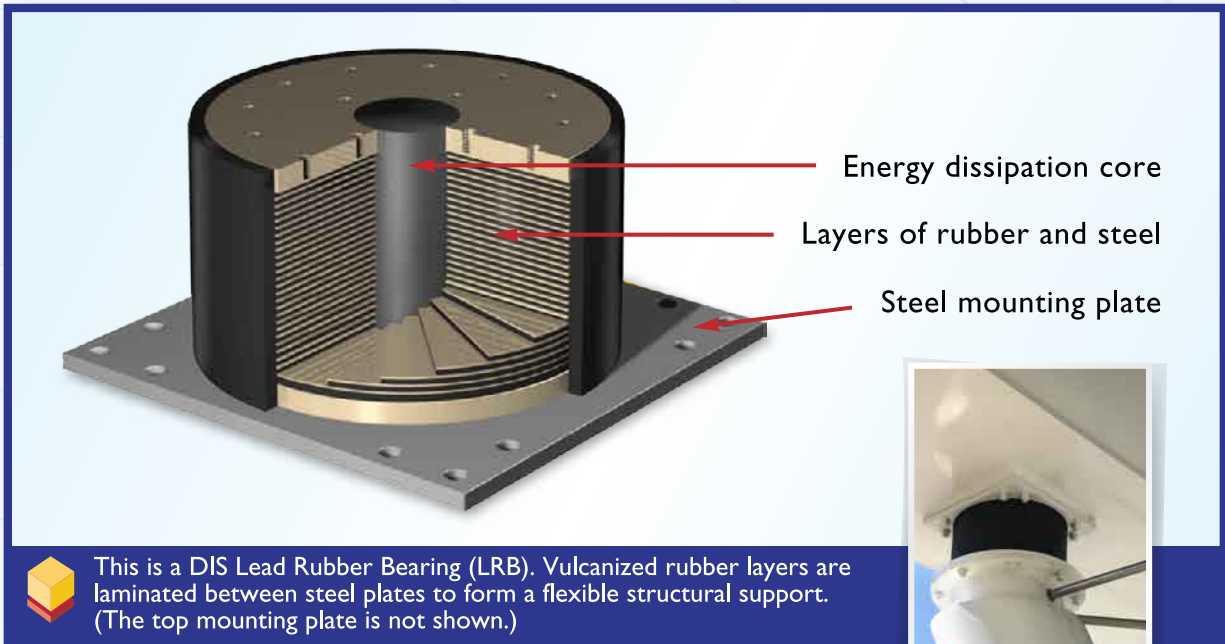 Energy dissipation core
Layers of rubber and steel
Steel mounting plate
This is a DIS Lead Rubber Bearing (LRB). Vulcanized rubber layers are
laminated between steel plates to form a flexible structural support.
(The top mounting plate is not shown.)